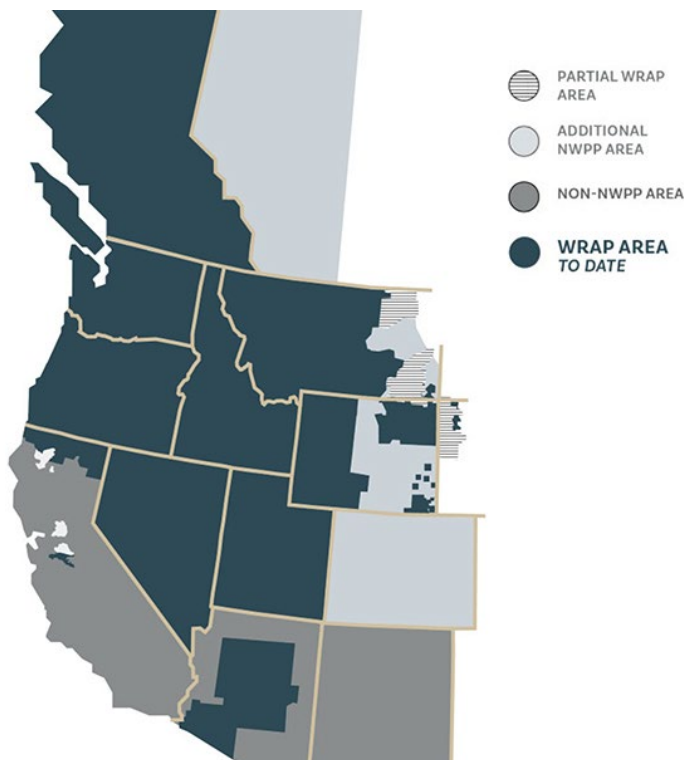 PARTIAL WRAP
AREA
ADDITIONAL
NWPP AREA
NON-NWPP AREA
WRAP AREA
TO DATE